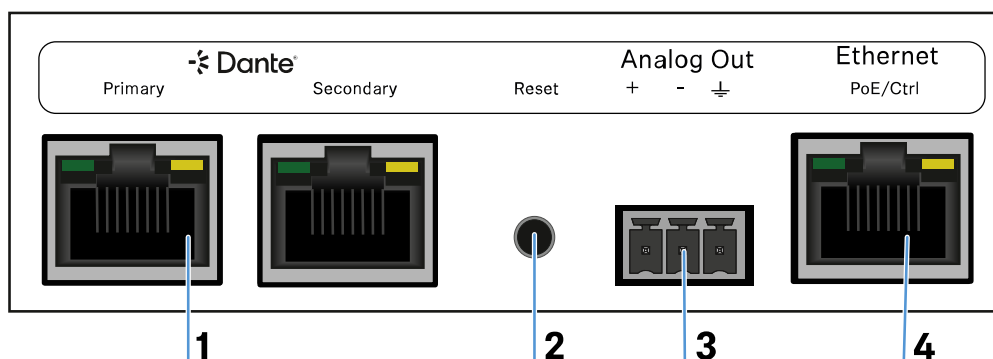 Dante® Analog Out Ethernet
Primary Secondary Reset + - ⏚ PoE/Ctrl
1 2 3 4